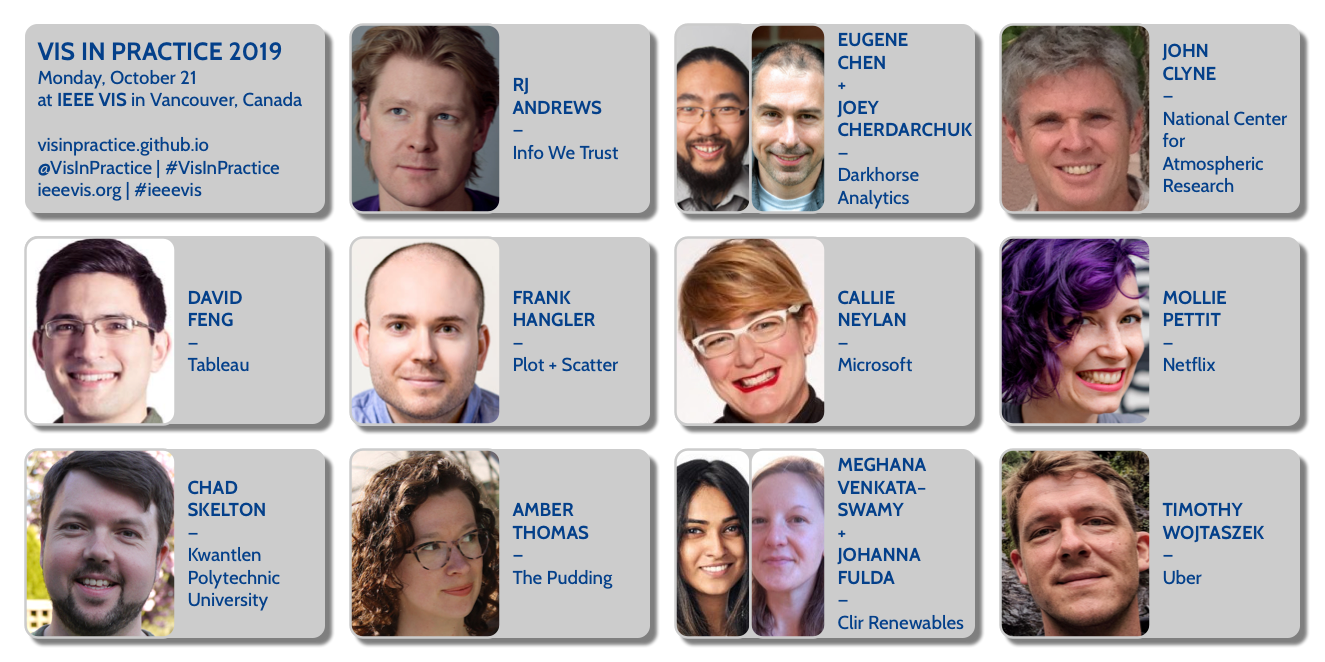 VIS IN PRACTICE 2019
Monday, October 21
at IEEE VIS in Vancouver, Canada
visinpractice.github.io
@VisInPractice | #VisInPractice
ieeevis.org | #ieeevis
RJ
ANDREWS
–
Info We Trust
EUGENE
CHEN
+
JOEY
CHERDARCHUK
–
Darkhorse
Analytics
JOHN
CLYNE
–
National Center
for
Atmospheric
Research
DAVID
FENG
–
Tableau
FRANK
HANGLER
–
Plot + Scatter
CALLIE
NEYLAN
–
Microsoft
MOLLIE
PETTIT
–
Netflix
CHAD
SKELTON
–
Kwantlen
Polytechnic
University
AMBER
THOMAS
–
The Pudding
MEGHANA
VENKATA–
SWAMY
+
JOHANNA
FULDA
–
Clir Renewables
TIMOTHY
WOJTASZEK
–
Uber